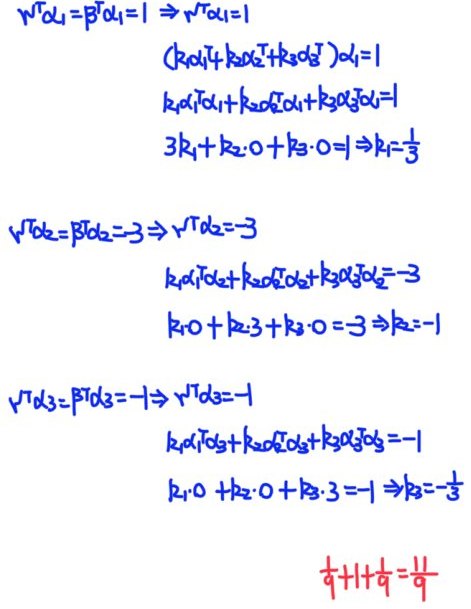 γᵀα₁=βᵀα₁=1 ⇒ γᵀα₁=1
(k₁α₁ᵀ+k₂α₂ᵀ+k₃α₃ᵀ)α₁=1
k₁α₁ᵀα₁+k₂α₂ᵀα₁+k₃α₃ᵀα₁=1
3k₁+k₂·0+k₃·0=1⇒k₁=1/3
γᵀα₂=βᵀα₂=-3⇒γᵀα₂=-3
k₁α₁ᵀα₂+k₂α₂ᵀα₂+k₃α₃ᵀα₂=-3
k₁·0+k₂·3+k₃·0=-3⇒k₂=-1
γᵀα₃=βᵀα₃=-1⇒γᵀα₃=-1
k₁α₁ᵀα₃+k₂α₂ᵀα₃+k₃α₃ᵀα₃=-1
k₁·0+k₂·0+k₃·3=-1⇒k₃=-1/3
1/9+1+1/9=11/9